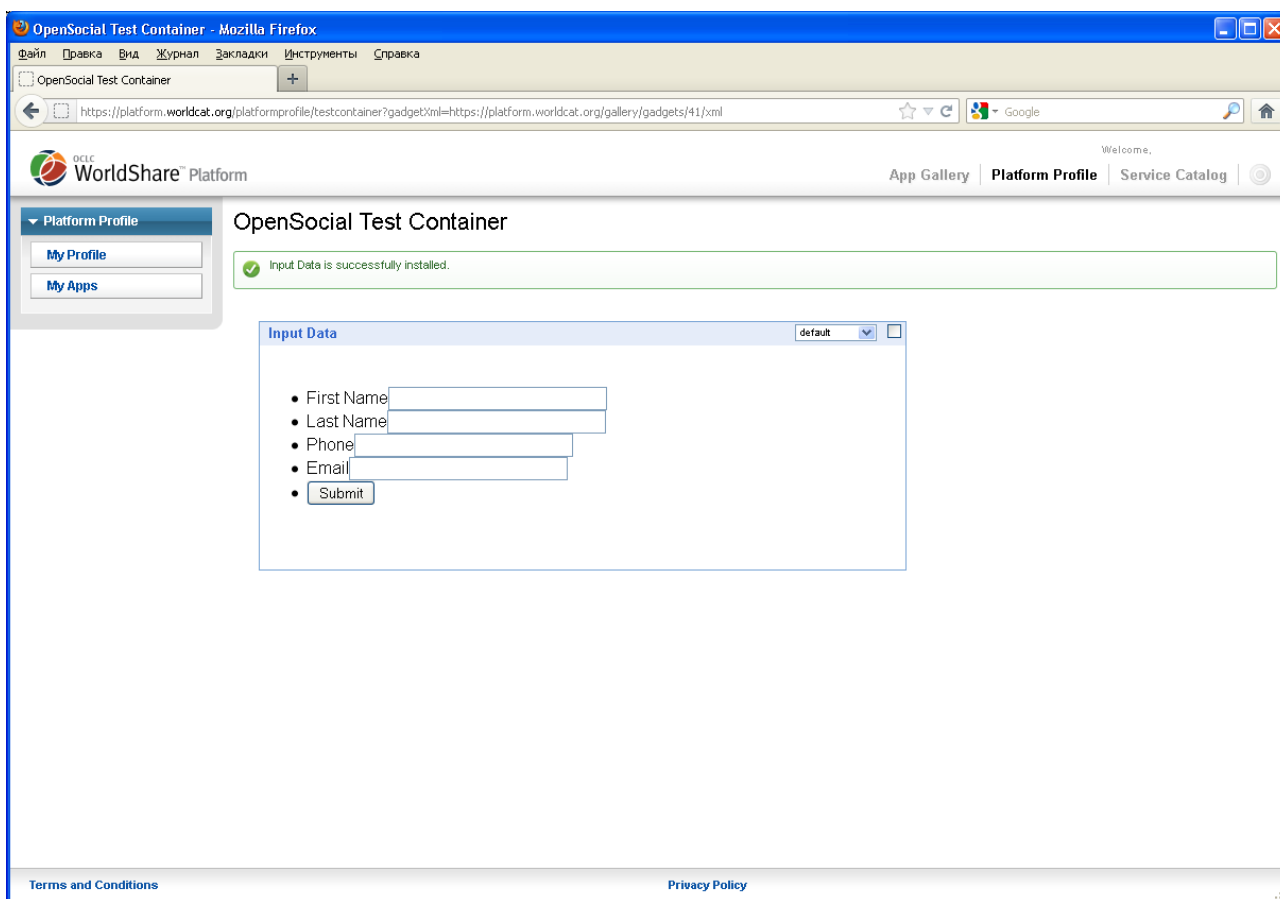 OpenSocial Test Container - Mozilla Firefox
Файл Правка Вид Журнал Закладки Инструменты Справка
OpenSocial Test Container +
https://platform.worldcat.org/platformprofile/testcontainer?gadgetXml=https://platform.worldcat.org/gallery/gadgets/41/xml Google
Welcome,
OCLC
WorldShare™ Platform
App Gallery Platform Profile Service Catalog
Platform Profile
My Profile
My Apps
OpenSocial Test Container
Input Data is successfully installed.
Input Data default
First Name
Last Name
Phone
Email
Submit
Terms and Conditions Privacy Policy